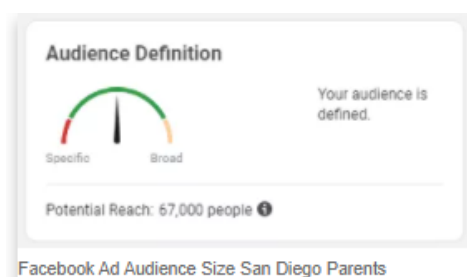 Audience Definition
Your audience is
defined.
Specific
Broad
Potential Reach: 67,000 people
Facebook Ad Audience Size San Diego Parents